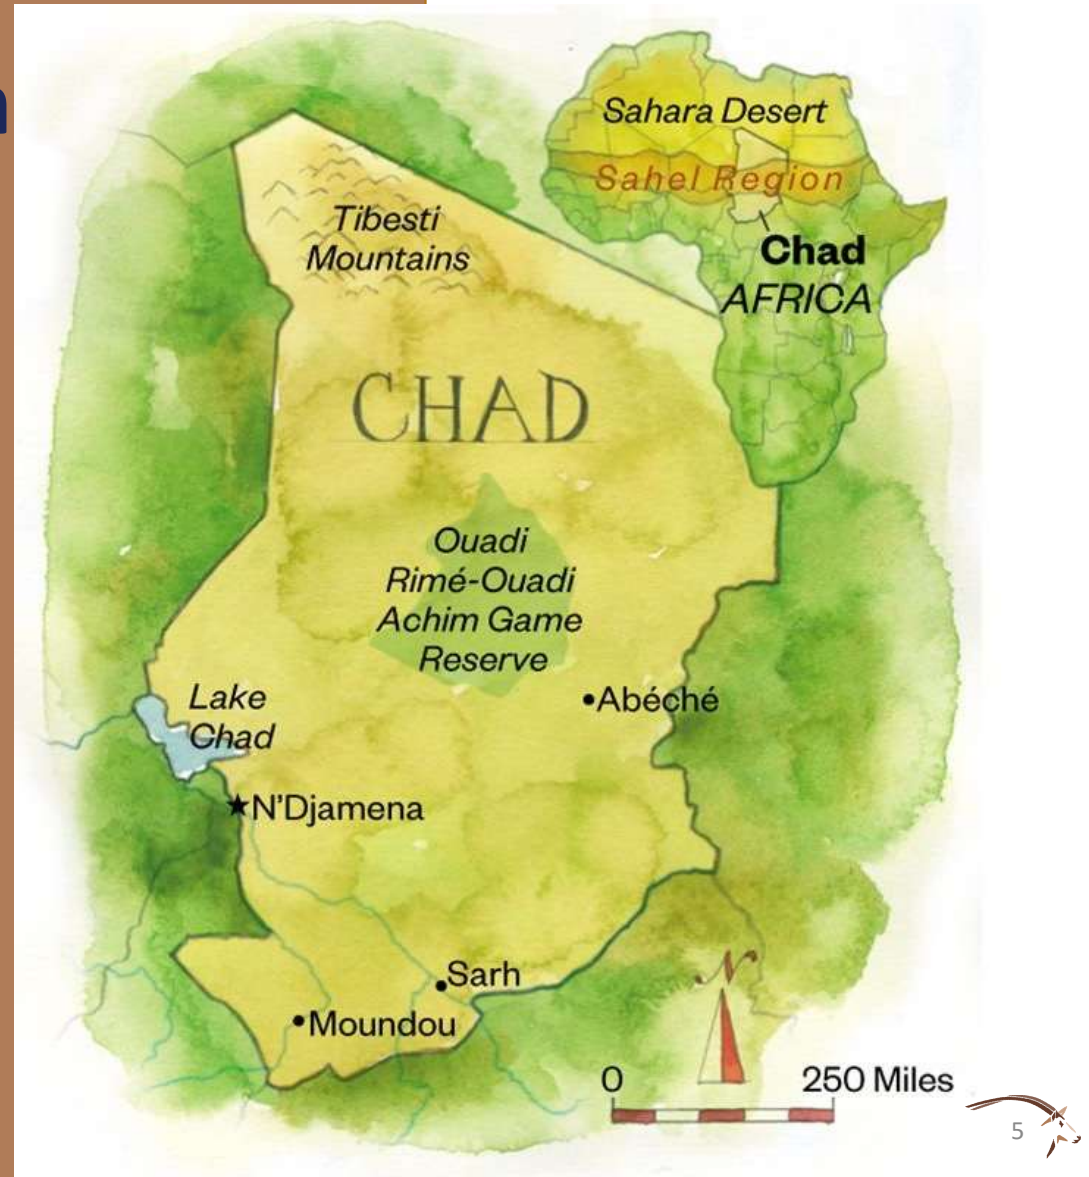 Sahara Desert
Sahel Region
Chad
AFRICA
Tibesti
Mountains
CHAD
Ouadi
Rimé-Ouadi
Achim Game
Reserve
Abéché
Lake
Chad
N'Djamena
Sarh
Moundou
N
0 250 Miles
5